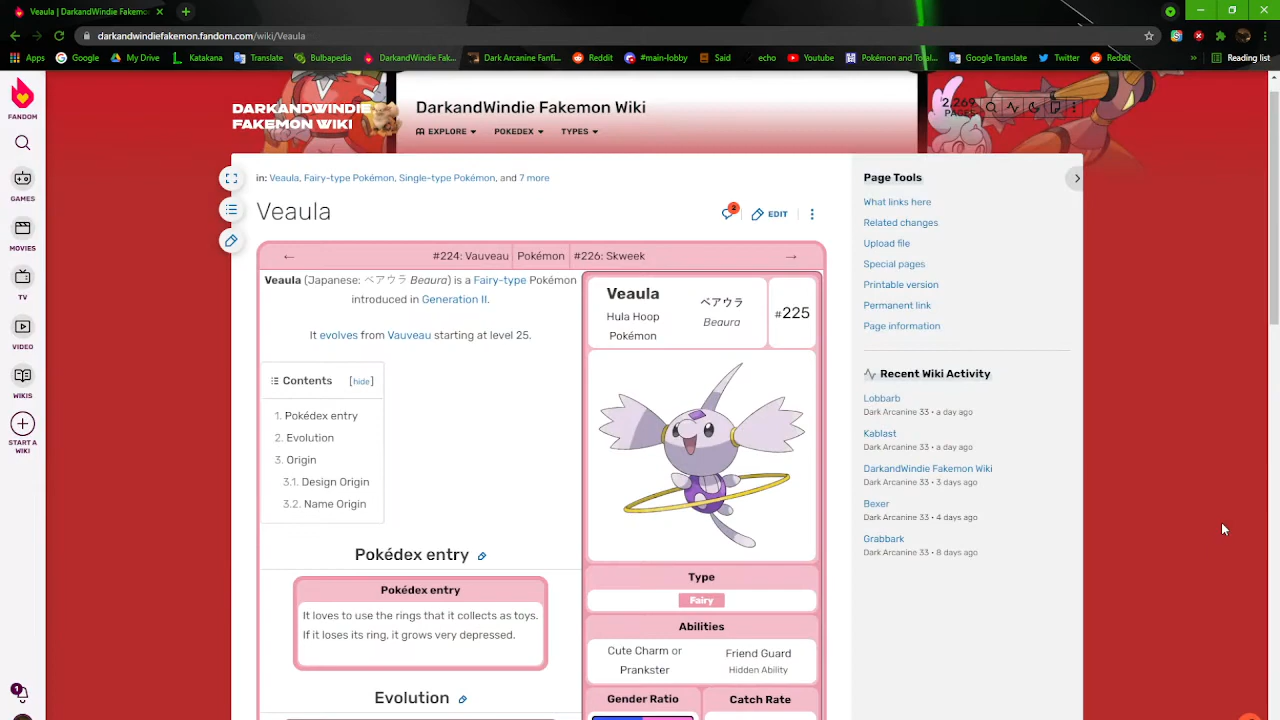 Veaula | DarkandWindie Fakemo
darkandwindiefakemon.fandom.com/wiki/Veaula
Apps
Google
My Drive
Katakana
Translate
Bulbapedia
DarkandWindie Fak...
Dark Arcanine Fanfi...
Reddit
#main-lobby
Said
echo
Youtube
Pokémon and Total...
Google Translate
Twitter
Reddit
»
Reading list
FANDOM
GAMES
MOVIES
TV
VIDEO
WIKIS
START A
WIKI
1
DARKANDWINDIE
FAKEMON WIKI
DarkandWindie Fakemon Wiki
EXPLORE
POKEDEX
TYPES
2,269
PAGES
in: Veaula, Fairy-type Pokémon, Single-type Pokémon, and 7 more
Veaula
2
EDIT
← #224: Vauveau Pokémon #226: Skweek →
Veaula (Japanese: ベアウラ Beaura) is a Fairy-type Pokémon
introduced in Generation II.
It evolves from Vauveau starting at level 25.
Contents [hide]
1. Pokédex entry
2. Evolution
3. Origin
3.1. Design Origin
3.2. Name Origin
Pokédex entry
Pokédex entry
It loves to use the rings that it collects as toys.
If it loses its ring, it grows very depressed.
Evolution
Veaula
Hula Hoop
Pokémon
ベアウラ
Beaura
#225
Type
Fairy
Abilities
Cute Charm or
Prankster
Friend Guard
Hidden Ability
Gender Ratio
Catch Rate
Page Tools
What links here
Related changes
Upload file
Special pages
Printable version
Permanent link
Page information
Recent Wiki Activity
Lobbarb
Dark Arcanine 33 • a day ago
Kablast
Dark Arcanine 33 • a day ago
DarkandWindie Fakemon Wiki
Dark Arcanine 33 • 3 days ago
Bexer
Dark Arcanine 33 • 4 days ago
Grabbark
Dark Arcanine 33 • 8 days ago